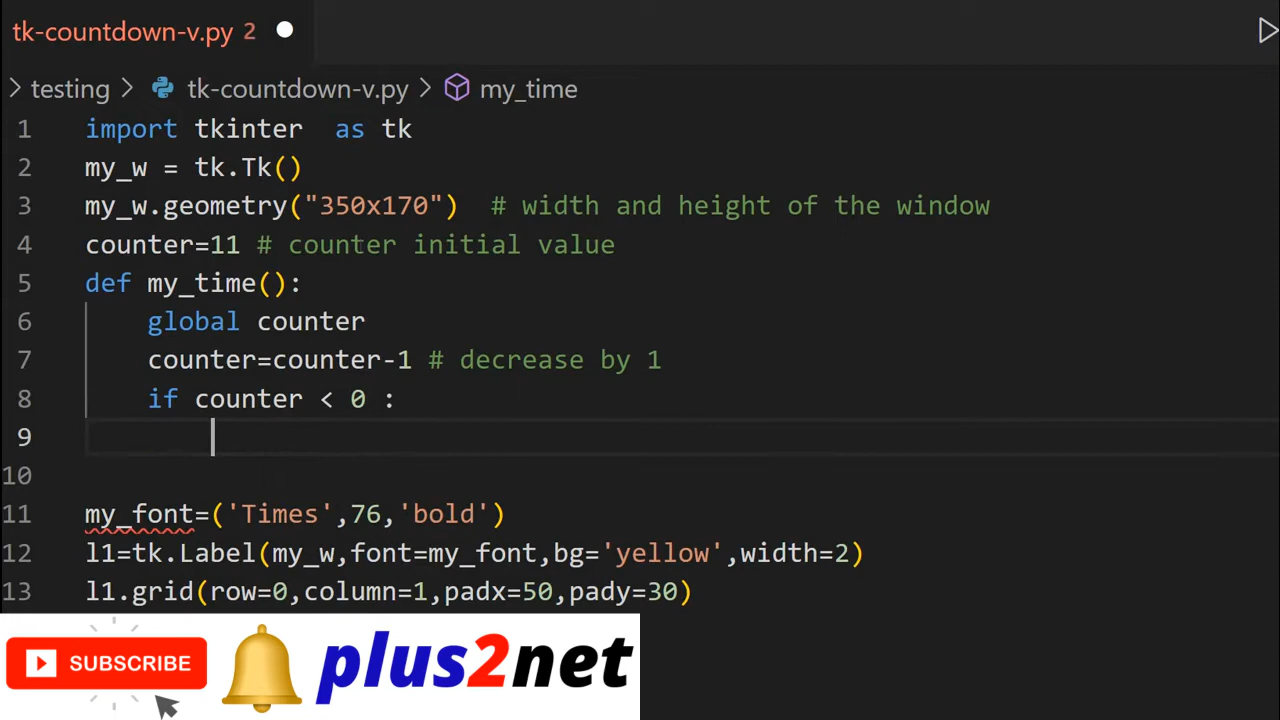 tk-countdown-v.py 2
testing > tk-countdown-v.py > my_time
1 import tkinter  as tk
2 my_w = tk.Tk()
3 my_w.geometry("350x170")  # width and height of the window
4 counter=11 # counter initial value
5 def my_time():
6     global counter
7     counter=counter-1 # decrease by 1
8     if counter < 0 :
9
10
11 my_font=('Times',76,'bold')
12 l1=tk.Label(my_w,font=my_font,bg='yellow',width=2)
13 l1.grid(row=0,column=1,padx=50,pady=30)
SUBSCRIBE plus2net